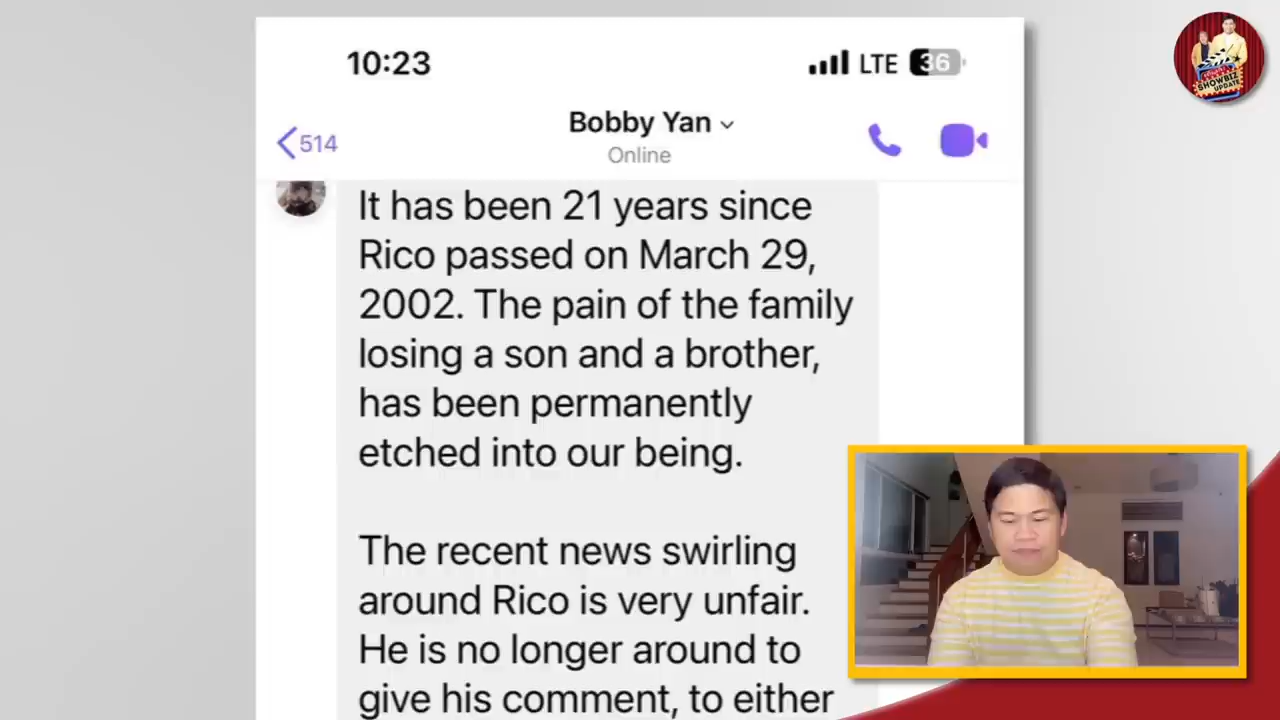 10:23
LTE
36
Bobby Yan
514
Online
It has been 21 years since
Rico passed on March 29,
2002. The pain of the family
losing a son and a brother,
has been permanently
etched into our being.
The recent news swirling
around Rico is very unfair.
He is no longer around to
give his comment, to either
SHOWBIZ
UPDATE